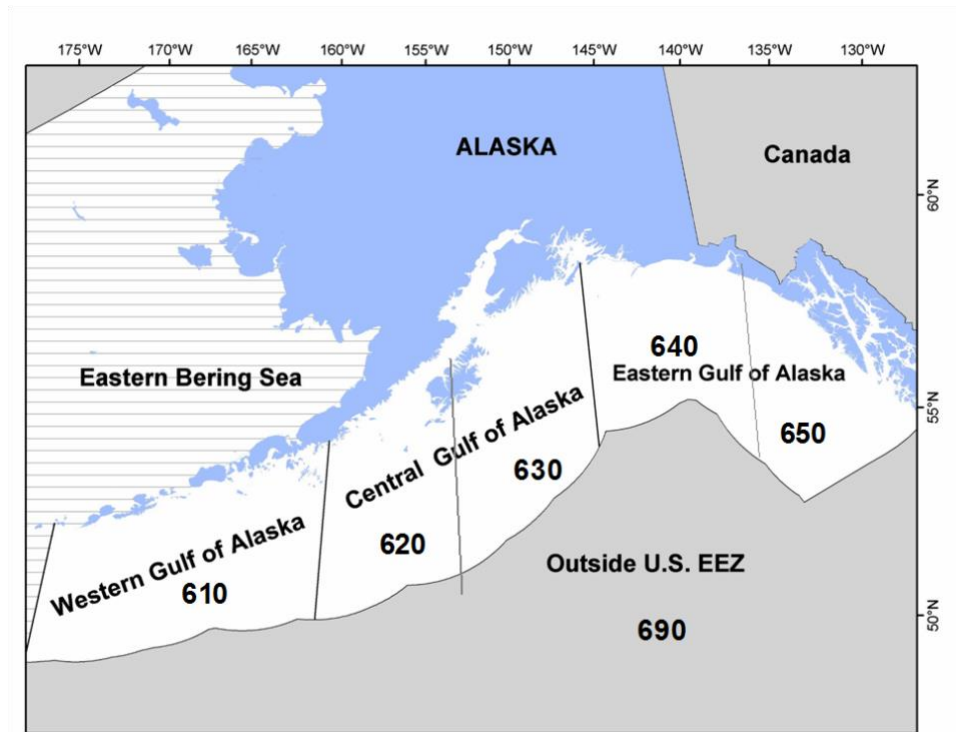 175°W 170°W 165°W 160°W 155°W 150°W 145°W 140°W 135°W 130°W
ALASKA
Canada
60°N
Eastern Bering Sea
640
Eastern Gulf of Alaska
55°N
650
Central Gulf of Alaska
630
620
Western Gulf of Alaska
610
Outside U.S. EEZ
50°N
690